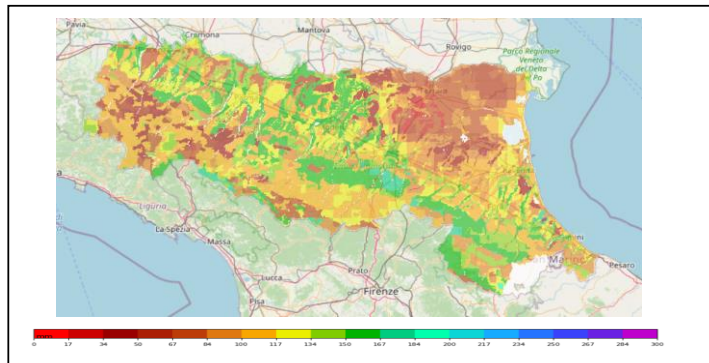 Pavia
Cremona
Mantova
Rovigo
Parco Regionale
Veneto
del Delta
Po
Liguria
La Spezia
Massa
Lucca
Prato
Pisa
Firenze
Pesaro
0 17 34 50 67 84 100 117 134 150 167 184 200 217 234 250 267 284 300